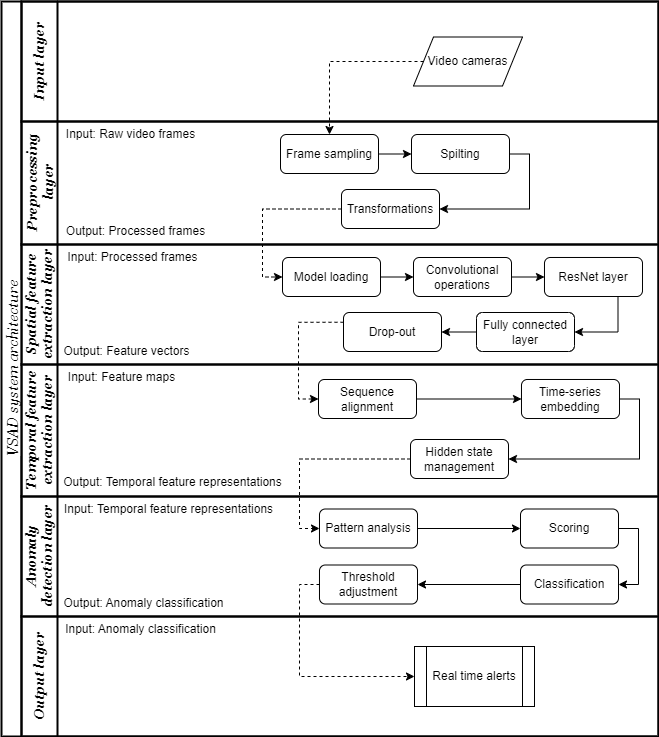 VSAD system architecture
Input layer
Video cameras
Preprocessing
layer
Input: Raw video frames
Frame sampling
Spilting
Transformations
Output: Processed frames
Spatial feature
extraction layer
Input: Processed frames
Model loading
Convolutional
operations
ResNet layer
Fully connected
layer
Drop-out
Output: Feature vectors
Temporal feature
extraction layer
Input: Feature maps
Sequence
alignment
Time-series
embedding
Hidden state
management
Output: Temporal feature representations
Anomaly
detection layer
Input: Temporal feature representations
Pattern analysis
Scoring
Classification
Threshold
adjustment
Output: Anomaly classification
Output layer
Input: Anomaly classification
Real time alerts